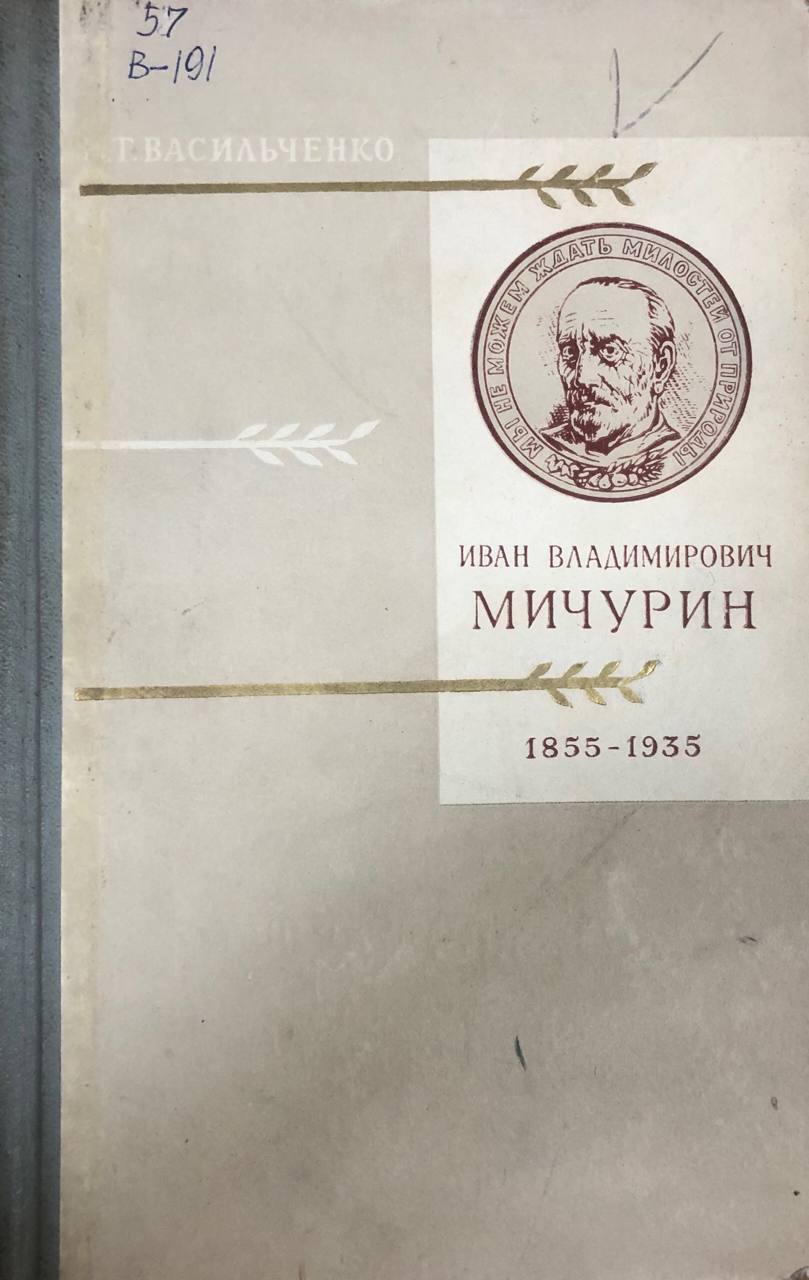 57
В-191
Т. ВАСИЛЬЧЕНКО
МЫ НЕ МОЖЕМ ЖДАТЬ МИЛОСТЕЙ ОТ ПРИРОДЫ
ИВАН ВЛАДИМИРОВИЧ
МИЧУРИН
1855-1935